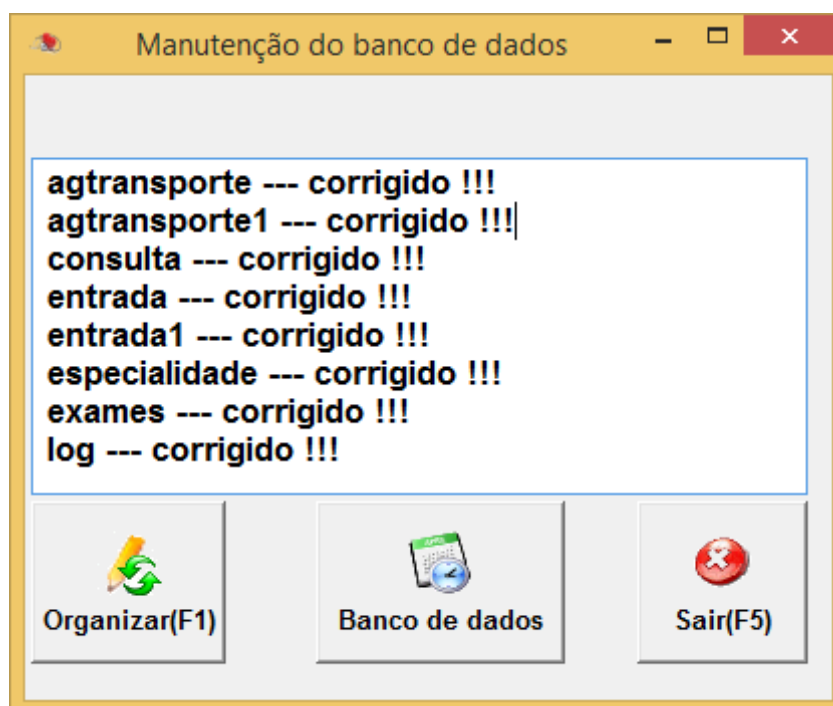 Manutenção do banco de dados
agtransporte --- corrigido !!!
agtransporte1 --- corrigido !!!
consulta --- corrigido !!!
entrada --- corrigido !!!
entrada1 --- corrigido !!!
especialidade --- corrigido !!!
exames --- corrigido !!!
log --- corrigido !!!
Organizar(F1) Banco de dados Sair(F5)